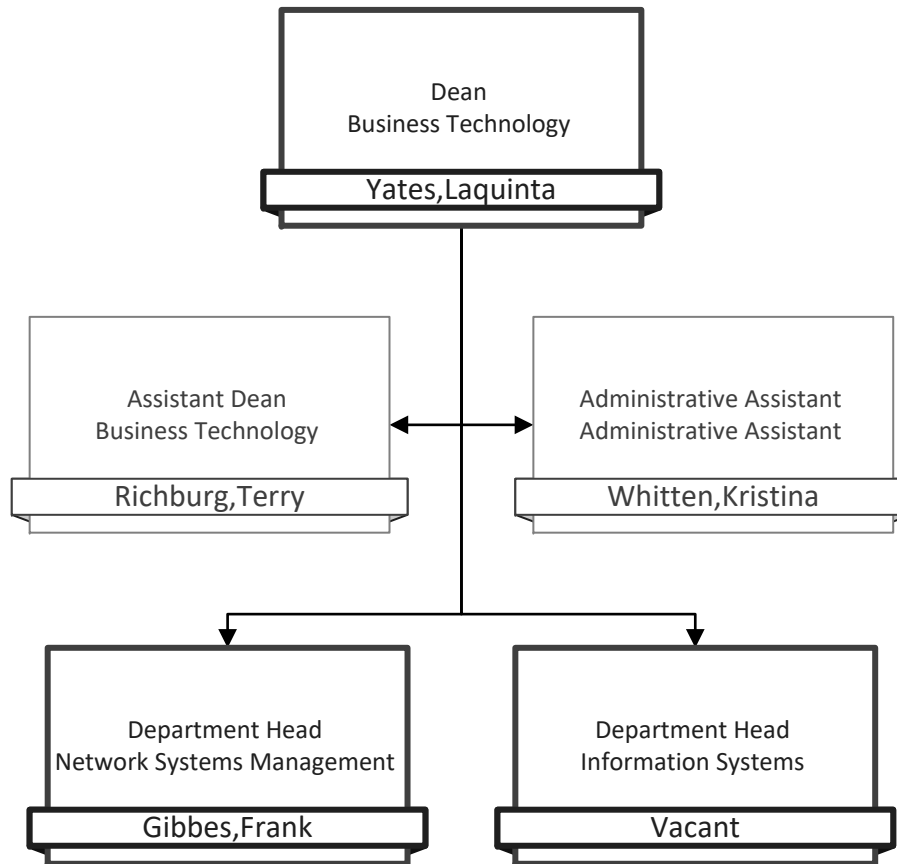 Dean
Business Technology
Yates,Laquinta
Assistant Dean
Business Technology
Richburg,Terry
Administrative Assistant
Administrative Assistant
Whitten,Kristina
Department Head
Network Systems Management
Gibbes,Frank
Department Head
Information Systems
Vacant